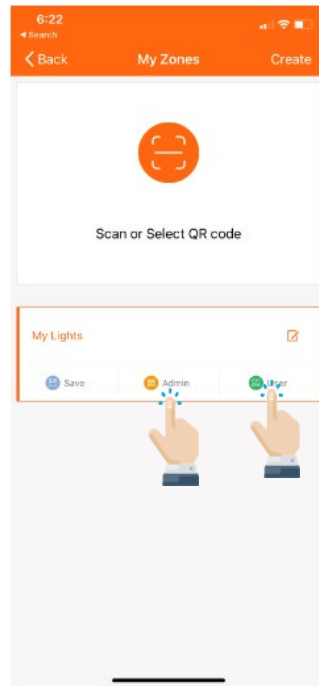 6:22
Search
Back My Zones Create
Scan or Select QR code
My Lights
Save Admin User